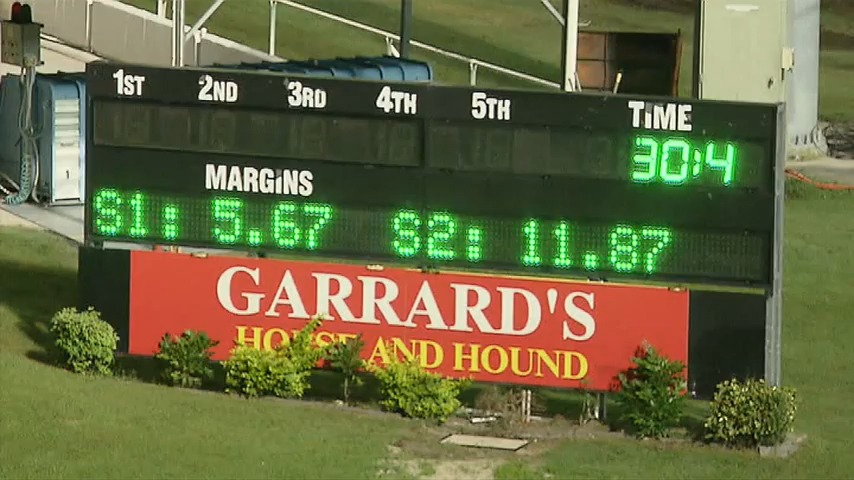 1ST 2ND 3RD 4TH 5TH TIME
30:4
MARGINS
S1: 5.67 S2: 11.87
GARRARD'S
HORSE AND HOUND
1